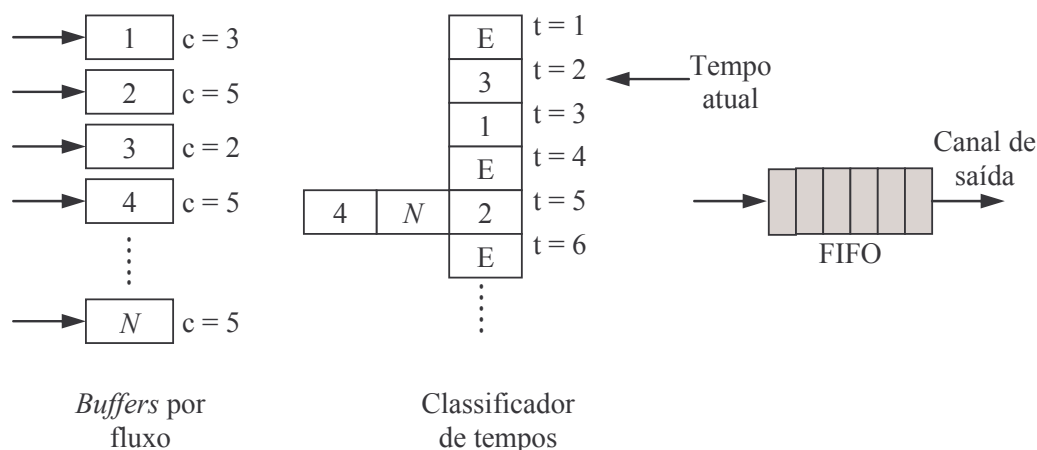 1 c = 3
2 c = 5
3 c = 2
4 c = 5
N c = 5
Buffers por
fluxo
E t = 1
3 t = 2
1 t = 3
E t = 4
4 N 2 t = 5
E t = 6
Tempo
atual
Classificador
de tempos
Canal de
saída
FIFO